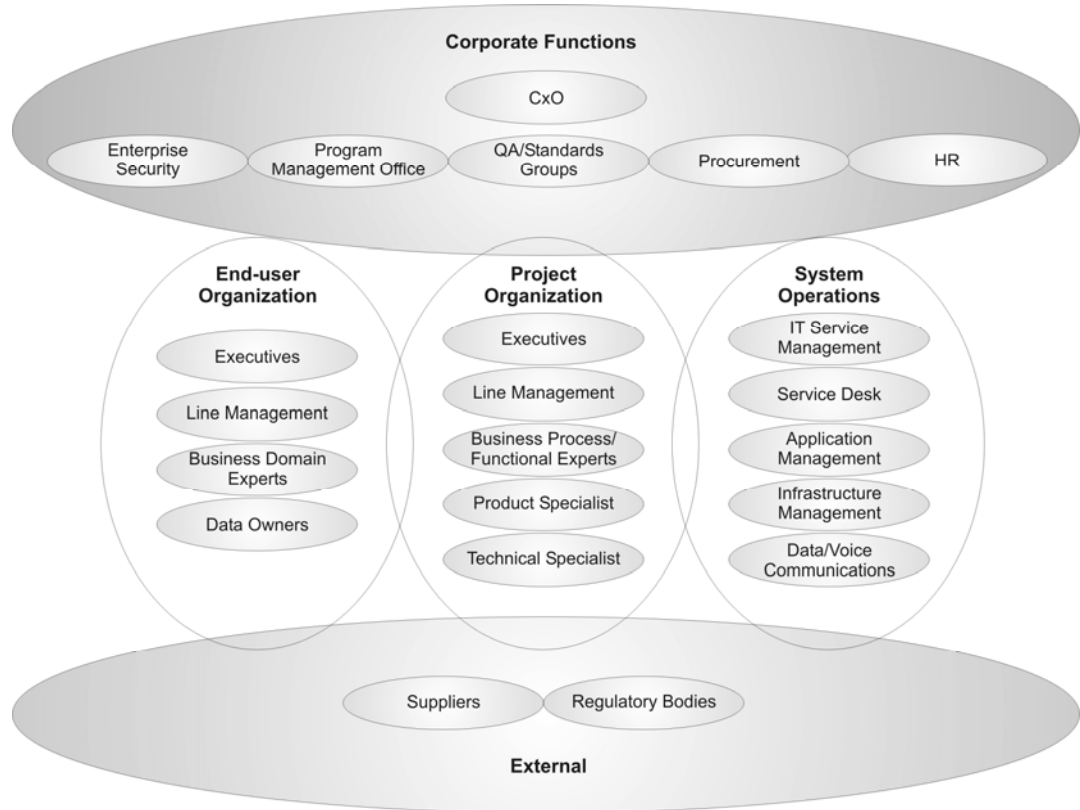 Corporate Functions
CxO
Enterprise
Security
Program
Management Office
QA/Standards
Groups
Procurement
HR
End-user
Organization
Executives
Line Management
Business Domain
Experts
Data Owners
Project
Organization
Executives
Line Management
Business Process/
Functional Experts
Product Specialist
Technical Specialist
System
Operations
IT Service
Management
Service Desk
Application
Management
Infrastructure
Management
Data/Voice
Communications
Suppliers
Regulatory Bodies
External